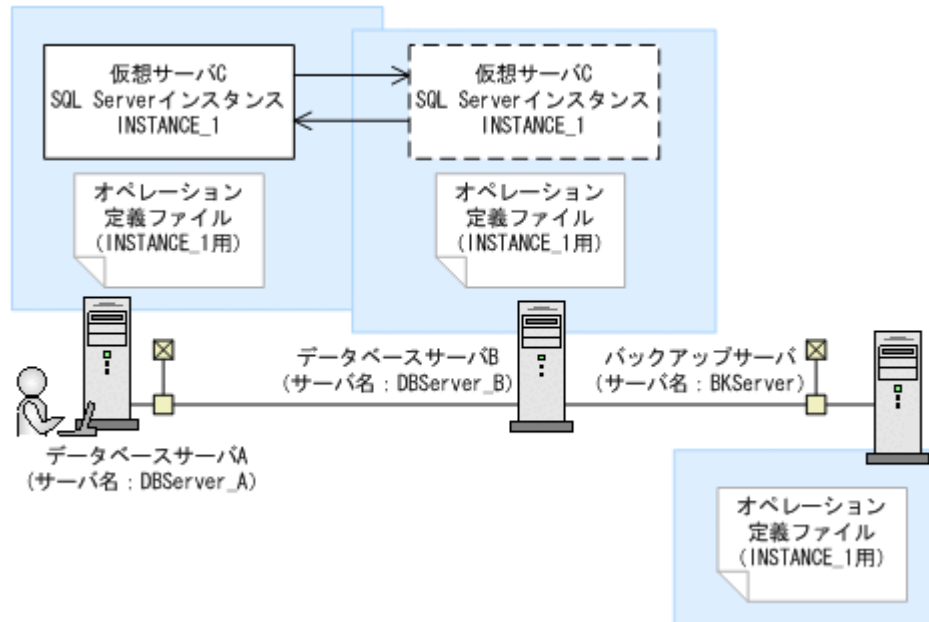 仮想サーバC
SQL Serverインスタンス
INSTANCE_1
仮想サーバC
SQL Serverインスタンス
INSTANCE_1
オペレーション
定義ファイル
(INSTANCE_1用)
オペレーション
定義ファイル
(INSTANCE_1用)
データベースサーバB
(サーバ名：DBServer_B)
バックアップサーバ
(サーバ名：BKServer)
データベースサーバA
(サーバ名：DBServer_A)
オペレーション
定義ファイル
(INSTANCE_1用)